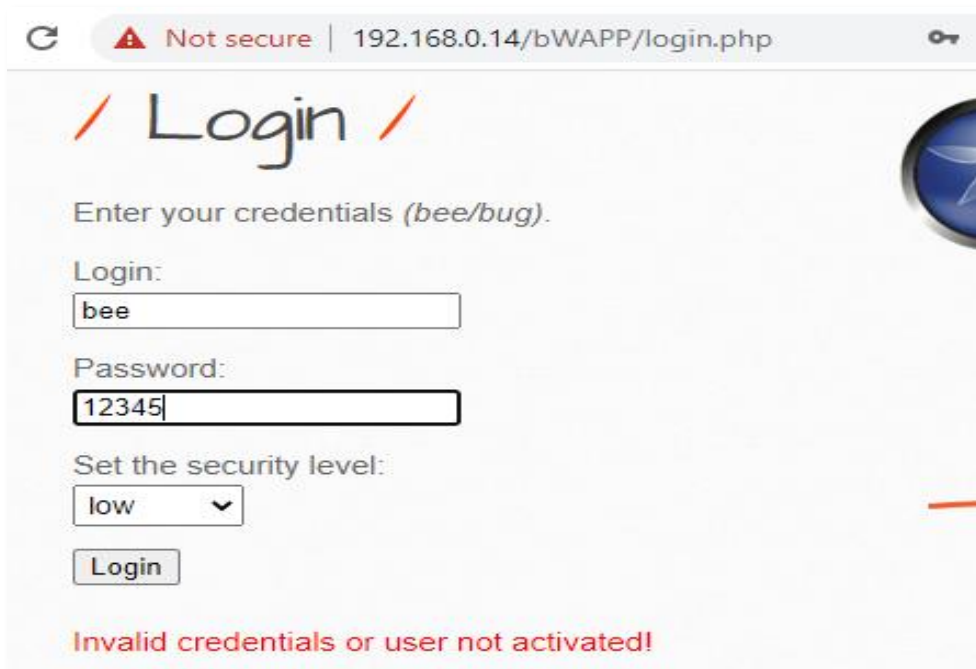 Not secure | 192.168.0.14/bWAPP/login.php
/ Login /
Enter your credentials (bee/bug).
Login:
bee
Password:
12345
Set the security level:
low
Login
Invalid credentials or user not activated!